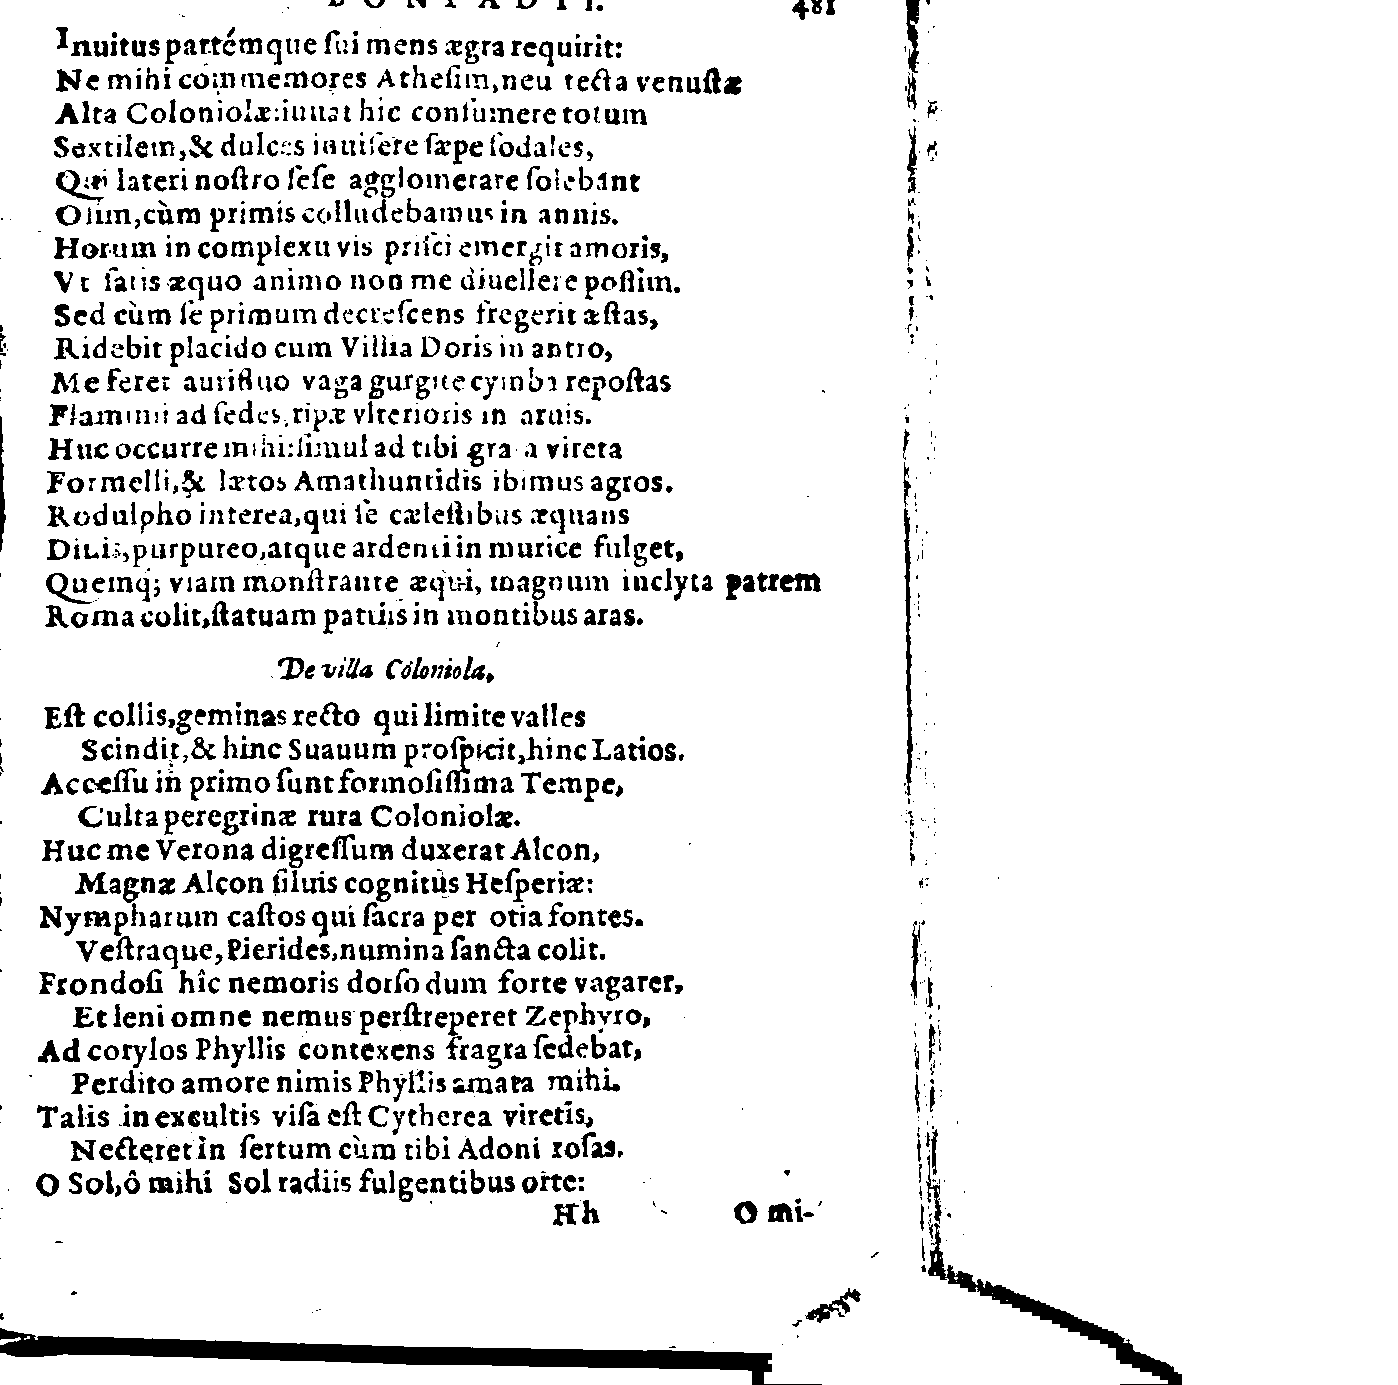 BONFADII. 481
Inuitus partémque ſui mens ægra requirit:
Ne mihi commemores Atheſim, neu tecta venuſtæ
Alta Coloniolæ: iuuat hic conſumere totum
Sextilem, & dulces inuiſere ſæpe ſodales,
Qui lateri noſtro ſeſe agglomerare ſolebant
Olim, cùm primis colludebamus in annis.
Horum in complexu vis priſci emergit amoris,
Vt ſatis æquo animo non me diuellere poſſim.
Sed cùm ſe primum decreſcens fregerit æſtas,
Ridebit placido cum Villia Doris in antro,
Me feret aurifluo vaga gurgite cymba repoſtas
Flaminii ad ſedes, ripæ vlterioris in aruis.
Huc occurre mihi: ſimul ad tibi grata vireta
Formelli, & lætos Amathuntidis ibimus agros.
Rodulpho interea, qui ſe cæleſtibus æquans
Diuis, purpureo, atque ardenti in murice fulget,
Quemq; viam monſtrante æqui, magnum inclyta patrem
Roma colit, ſtatuam patriis in montibus aras.
De villa Coloniola,
Eſt collis, geminas recto qui limite valles
Scindit, & hinc Suauum proſpicit, hinc Latios.
Acceſſu in primo ſunt formoſiſſima Tempe,
Culta peregrinæ rura Coloniolæ.
Huc me Verona digreſſum duxerat Alcon,
Magnæ Alcon ſiluis cognitus Heſperiæ:
Nympharum caſtos qui ſacra per otia fontes.
Veſtraque, Pierides, numina ſancta colit.
Frondoſi hîc nemoris dorſo dum forte vagarer,
Et leni omne nemus perſtreperet Zephyro,
Ad corylos Phyllis contexens fragra ſedebat,
Perdito amore nimis Phyllis amata mihi.
Talis in excultis viſa eſt Cytherea viretis,
Necteret in ſertum cùm tibi Adoni roſas.
O Sol, ô mihi Sol radiis fulgentibus orte:
Hh O mi-